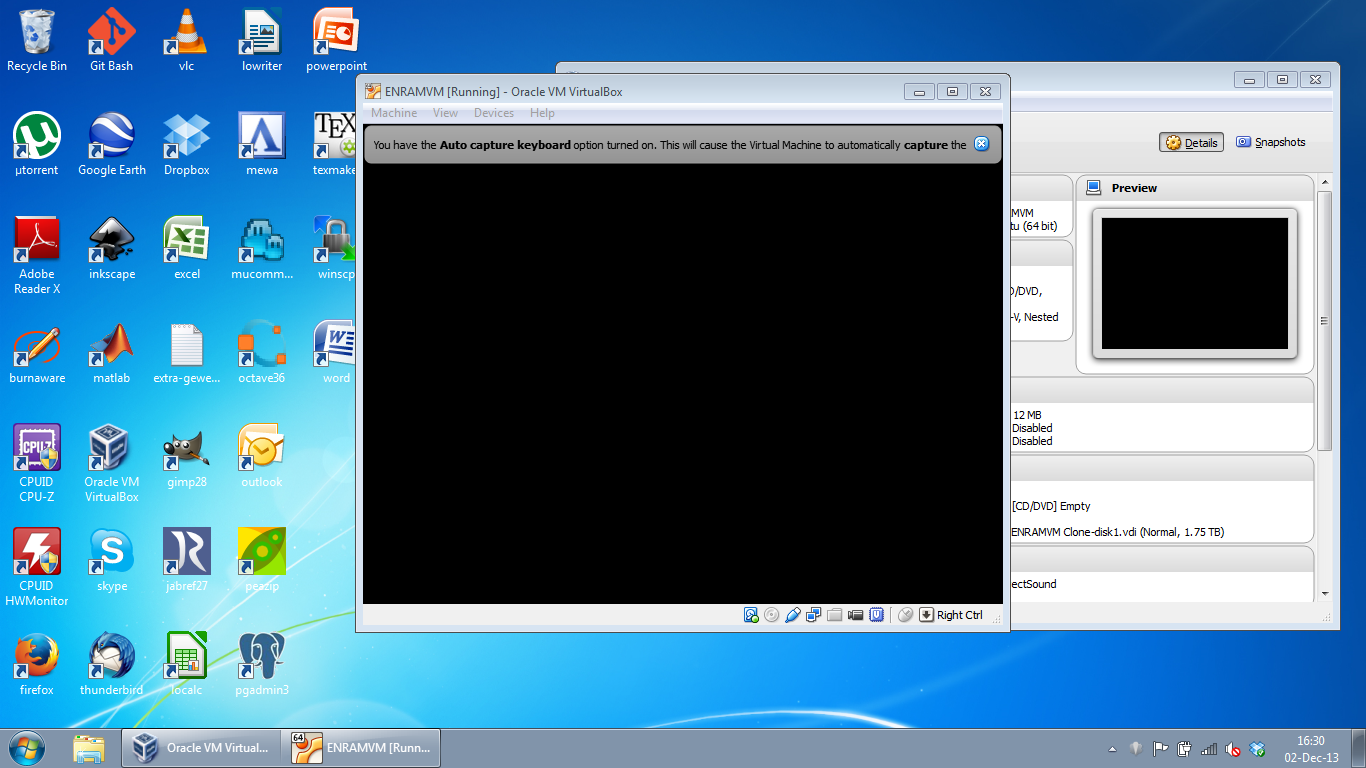 Recycle Bin
Git Bash
vlc
lowriter
powerpoint
µtorrent
Google Earth
Dropbox
mewa
texmake
Adobe
Reader X
inkscape
excel
mucomm...
winscp
burnaware
matlab
extra-gewe...
octave36
word
CPUID
CPU-Z
Oracle VM
VirtualBox
gimp28
outlook
CPUID
HWMonitor
skype
jabref27
peazip
firefox
thunderbird
localc
pgadmin3
ENRAMVM [Running] - Oracle VM VirtualBox
Machine View Devices Help
You have the Auto capture keyboard option turned on. This will cause the Virtual Machine to automatically capture the
Right Ctrl
Details Snapshots
Preview
MVM
tu (64 bit)
D/DVD,
-V, Nested
12 MB
Disabled
Disabled
[CD/DVD] Empty
ENRAMVM Clone-disk1.vdi (Normal, 1.75 TB)
ectSound
Oracle VM Virtual...
64
ENRAMVM [Runn...
16:30
02-Dec-13